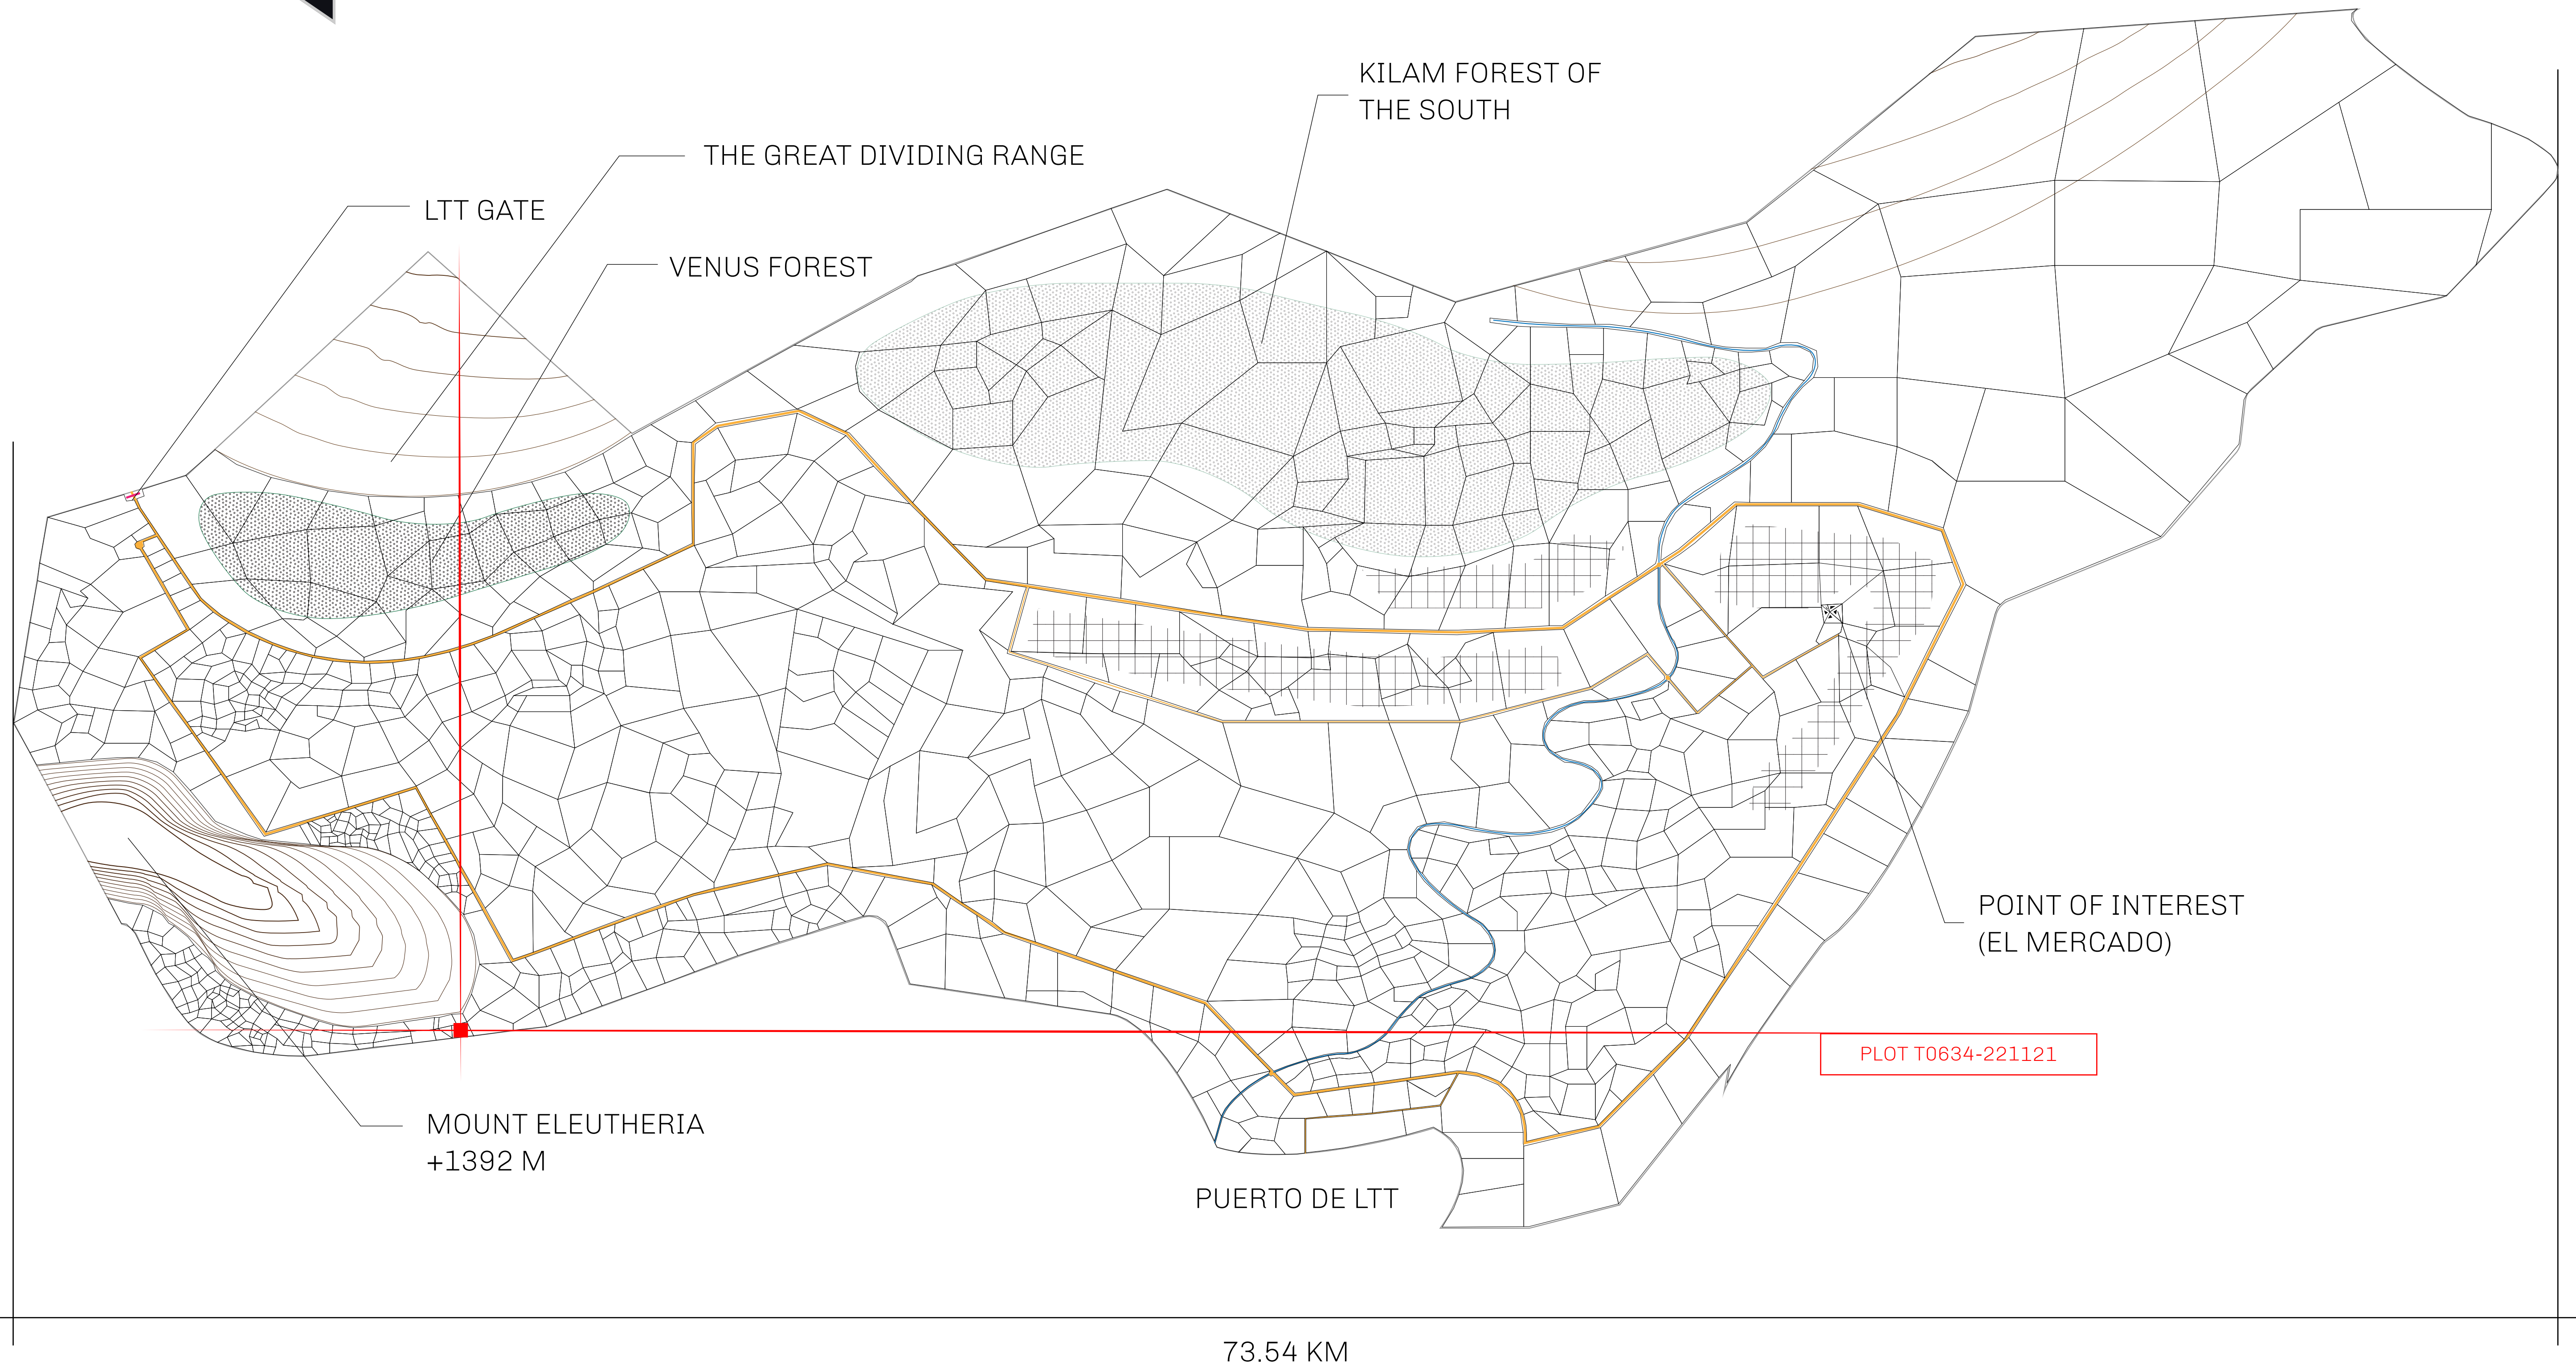 KILAM FOREST OF
THE SOUTH
THE GREAT DIVIDING RANGE
LTT GATE
VENUS FOREST
POINT OF INTEREST
(EL MERCADO)
PLOT T0634-221121
MOUNT ELEUTHERIA
+1392 M
PUERTO DE LTT
73.54 KM